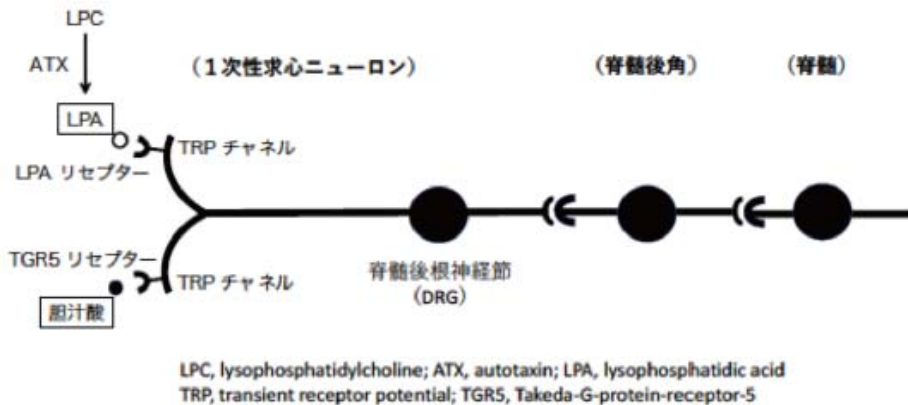 LPC
ATX
(1次性求心ニューロン)
(脊髄後角)
(脊髄)
LPA
TRP チャネル
LPA リセプター
TGR5 リセプター
TRP チャネル
胆汁酸
脊髄後根神経節
(DRG)
LPC, lysophosphatidylcholine; ATX, autotaxin; LPA, lysophosphatidic acid
TRP, transient receptor potential; TGR5, Takeda-G-protein-receptor-5